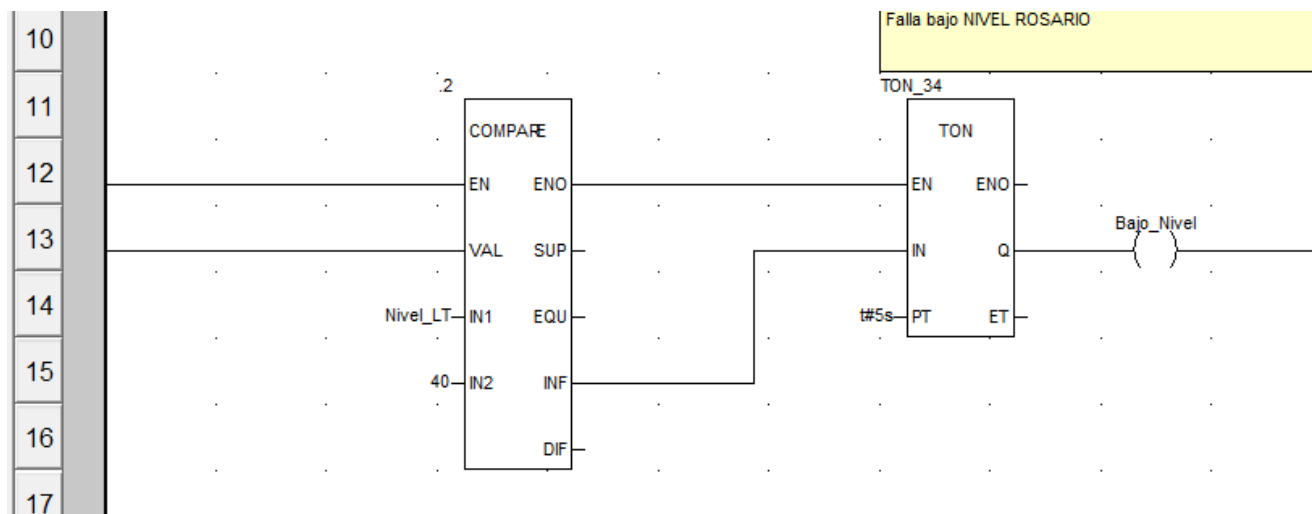 10
Falla bajo NIVEL ROSARIO
11
.2
TON_34
COMPARE
TON
12
EN ENO
EN ENO
13
VAL SUP
IN Q
Bajo_Nivel
14
Nivel_LT IN1 EQU
t#5s PT ET
15
40 IN2 INF
16
DIF
17